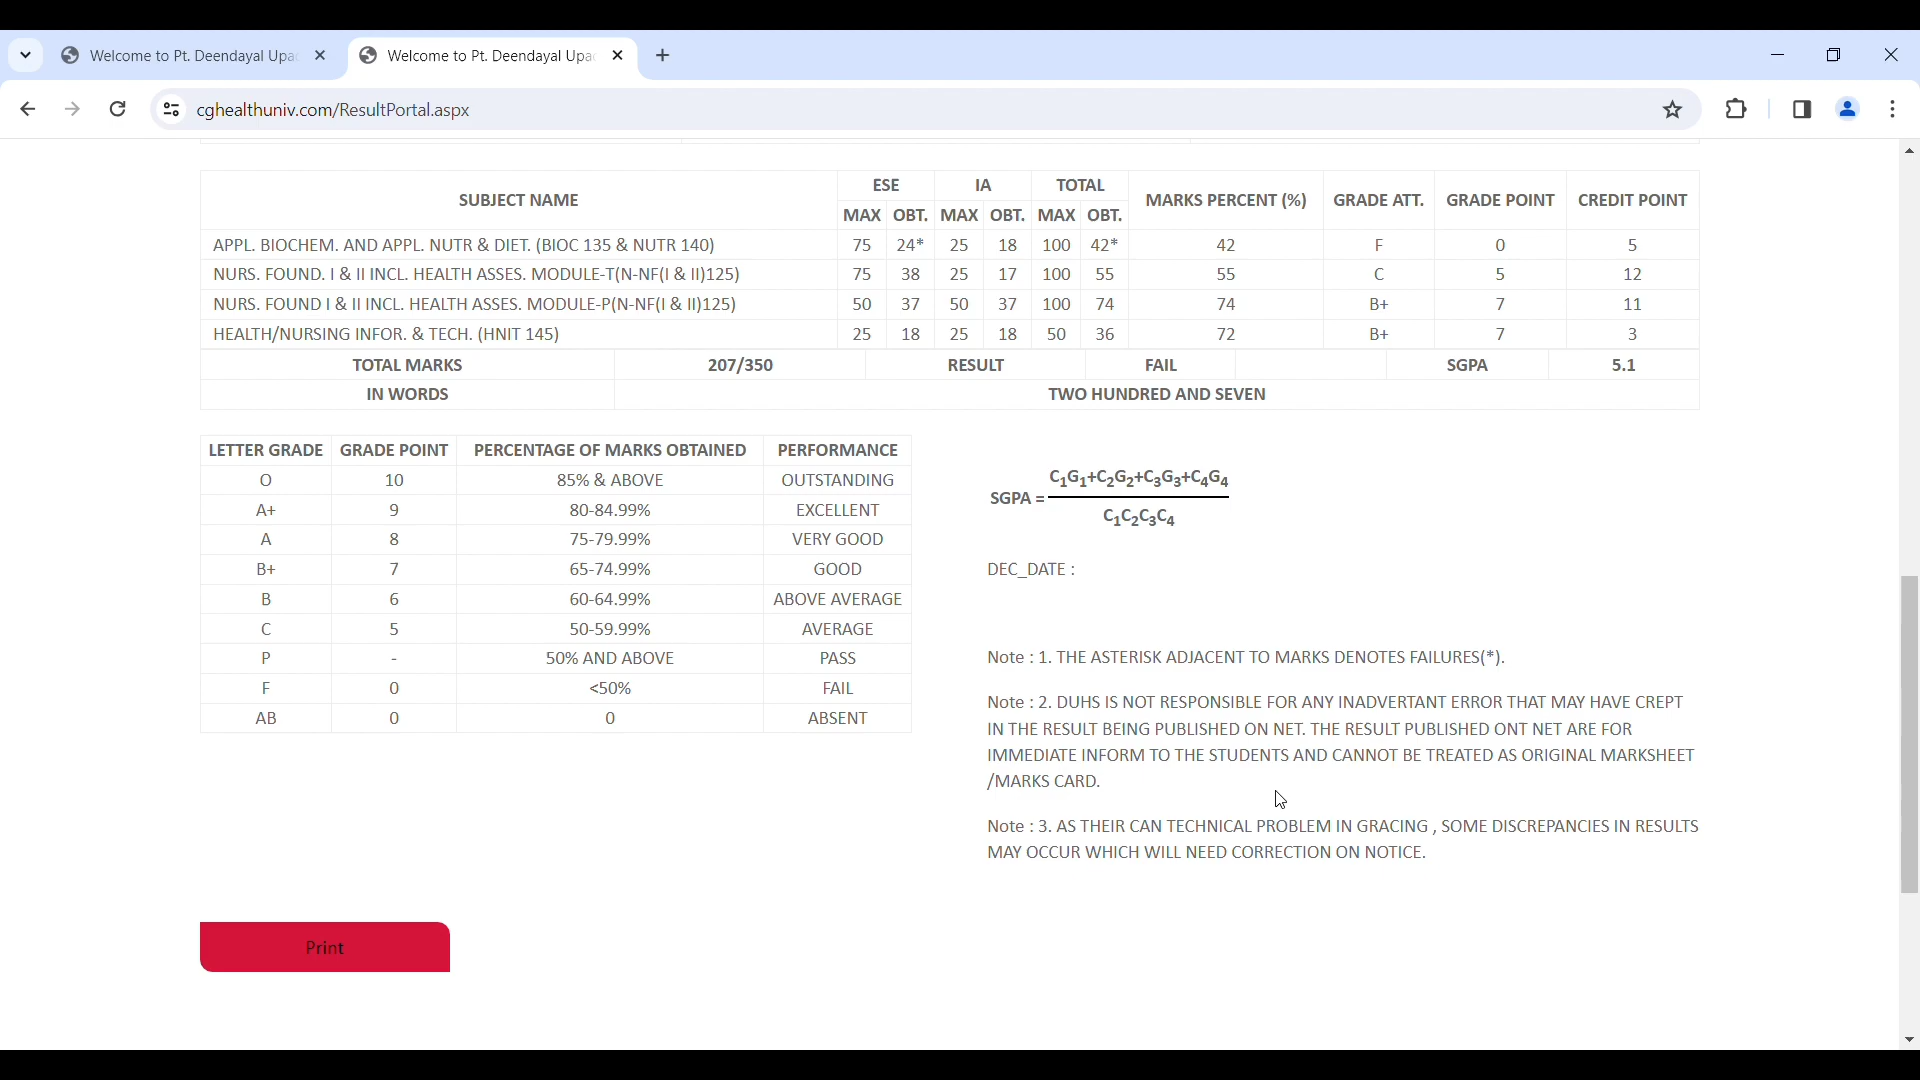 Welcome to Pt. Deendayal Upa
Welcome to Pt. Deendayal Upa
cghealthuniv.com/ResultPortal.aspx
SUBJECT NAME ESE IA TOTAL MARKS PERCENT (%) GRADE ATT. GRADE POINT CREDIT POINT
MAX OBT. MAX OBT. MAX OBT.
APPL. BIOCHEM. AND APPL. NUTR & DIET. (BIOC 135 & NUTR 140) 75 24* 25 18 100 42* 42 F 0 5
NURS. FOUND. I & II INCL. HEALTH ASSES. MODULE-T(N-NF(I & II)125) 75 38 25 17 100 55 55 C 5 12
NURS. FOUND I & II INCL. HEALTH ASSES. MODULE-P(N-NF(I & II)125) 50 37 50 37 100 74 74 B+ 7 11
HEALTH/NURSING INFOR. & TECH. (HNIT 145) 25 18 25 18 50 36 72 B+ 7 3
TOTAL MARKS 207/350 RESULT FAIL SGPA 5.1
IN WORDS TWO HUNDRED AND SEVEN
LETTER GRADE GRADE POINT PERCENTAGE OF MARKS OBTAINED PERFORMANCE
O 10 85% & ABOVE OUTSTANDING
A+ 9 80-84.99% EXCELLENT
A 8 75-79.99% VERY GOOD
B+ 7 65-74.99% GOOD
B 6 60-64.99% ABOVE AVERAGE
C 5 50-59.99% AVERAGE
P - 50% AND ABOVE PASS
F 0 <50% FAIL
AB 0 0 ABSENT
C₁G₁+C₂G₂+C₃G₃+C₄G₄
SGPA =
C₁C₂C₃C₄
DEC_DATE :
Note : 1. THE ASTERISK ADJACENT TO MARKS DENOTES FAILURES(*).
Note : 2. DUHS IS NOT RESPONSIBLE FOR ANY INADVERTANT ERROR THAT MAY HAVE CREPT
IN THE RESULT BEING PUBLISHED ON NET. THE RESULT PUBLISHED ONT NET ARE FOR
IMMEDIATE INFORM TO THE STUDENTS AND CANNOT BE TREATED AS ORIGINAL MARKSHEET
/MARKS CARD.
Note : 3. AS THEIR CAN TECHNICAL PROBLEM IN GRACING , SOME DISCREPANCIES IN RESULTS
MAY OCCUR WHICH WILL NEED CORRECTION ON NOTICE.
Print